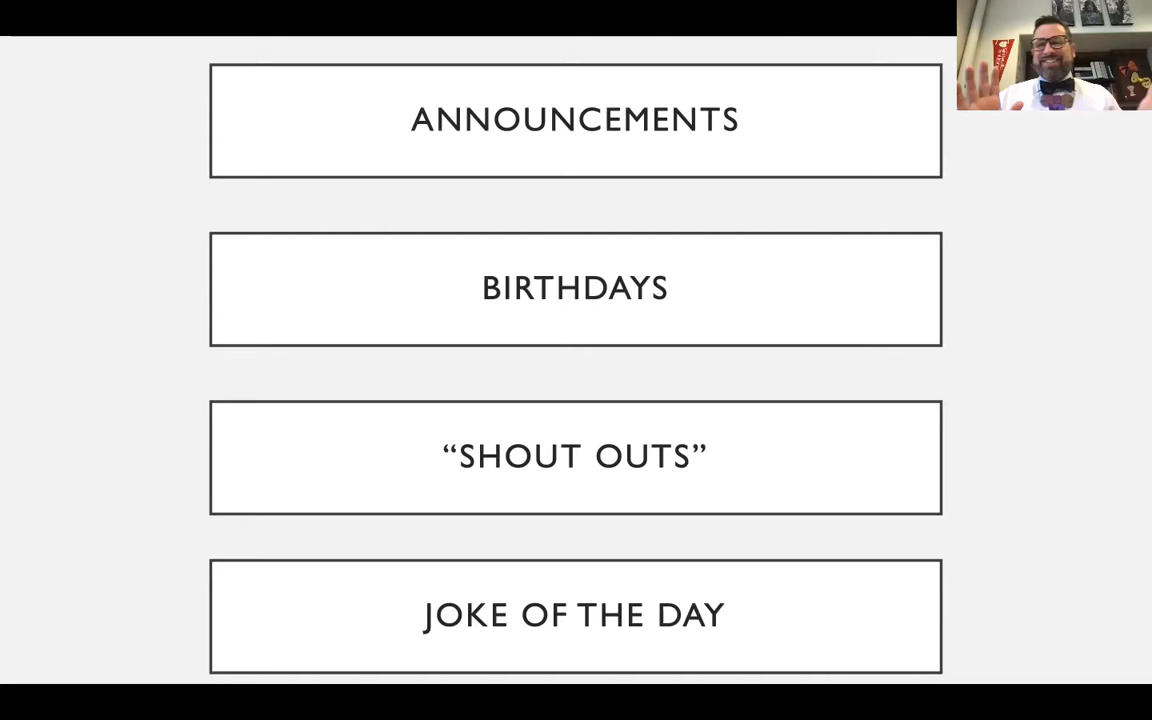 ANNOUNCEMENTS
BIRTHDAYS
“SHOUT OUTS”
JOKE OF THE DAY